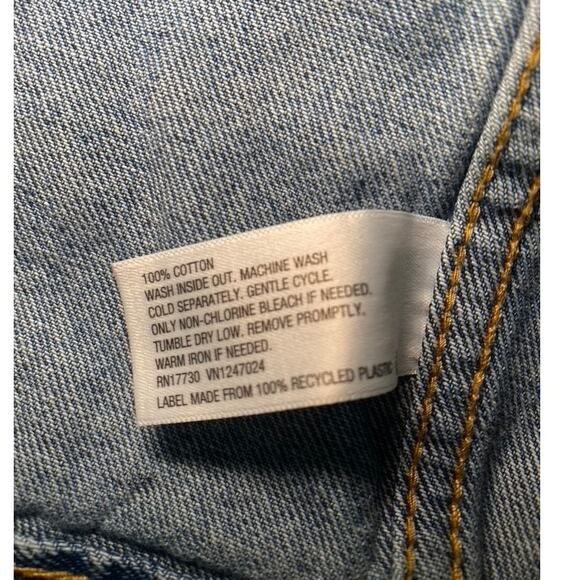 100% COTTON
WASH INSIDE OUT. MACHINE WASH
COLD SEPARATELY. GENTLE CYCLE.
ONLY NON-CHLORINE BLEACH IF NEEDED.
TUMBLE DRY LOW. REMOVE PROMPTLY.
WARM IRON IF NEEDED.
RN17730 VN1247024
LABEL MADE FROM 100% RECYCLED PLASTIC